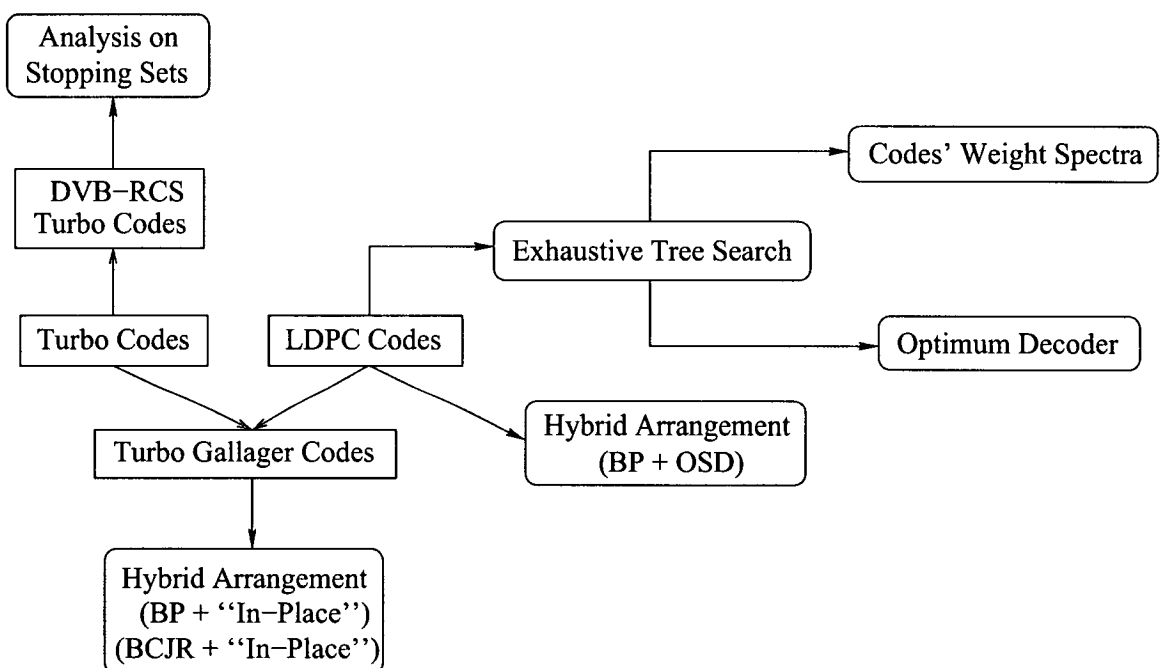 Analysis on
Stopping Sets
DVB−RCS
Turbo Codes
Turbo Codes
LDPC Codes
Exhaustive Tree Search
Codes’ Weight Spectra
Optimum Decoder
Turbo Gallager Codes
Hybrid Arrangement
(BP + OSD)
Hybrid Arrangement
(BP + ‘‘In−Place’’)
(BCJR + ‘‘In−Place’’)